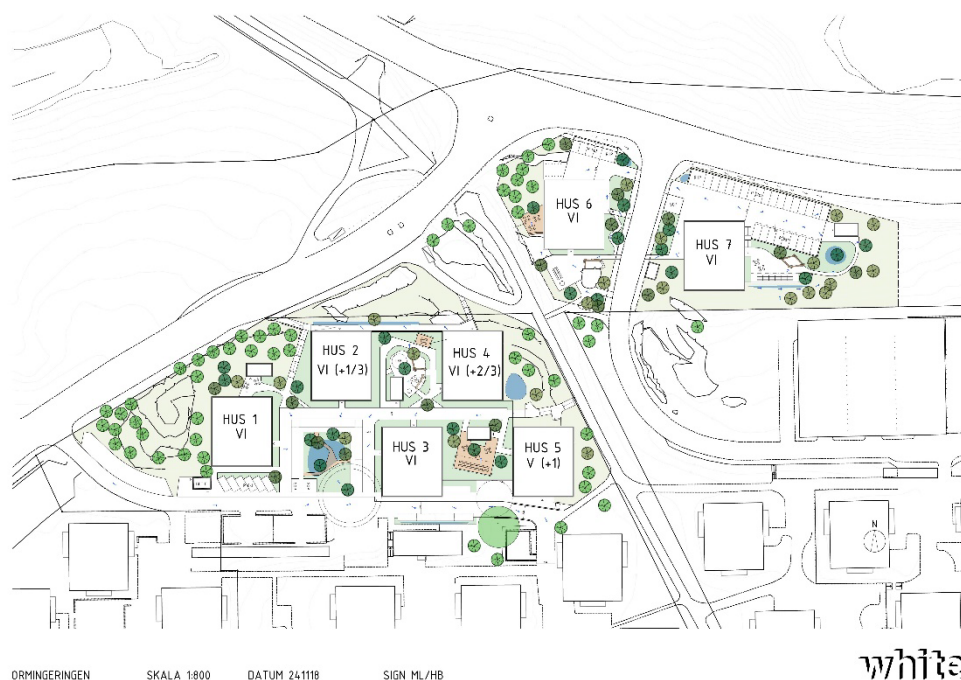 HUS 6
VI
HUS 7
VI
HUS 2
VI (+1/3)
HUS 4
VI (+2/3)
HUS 1
VI
HUS 3
VI
HUS 5
V (+1)
N
ORMINGERINGEN SKALA 1:800 DATUM 241118 SIGN ML/HB
white